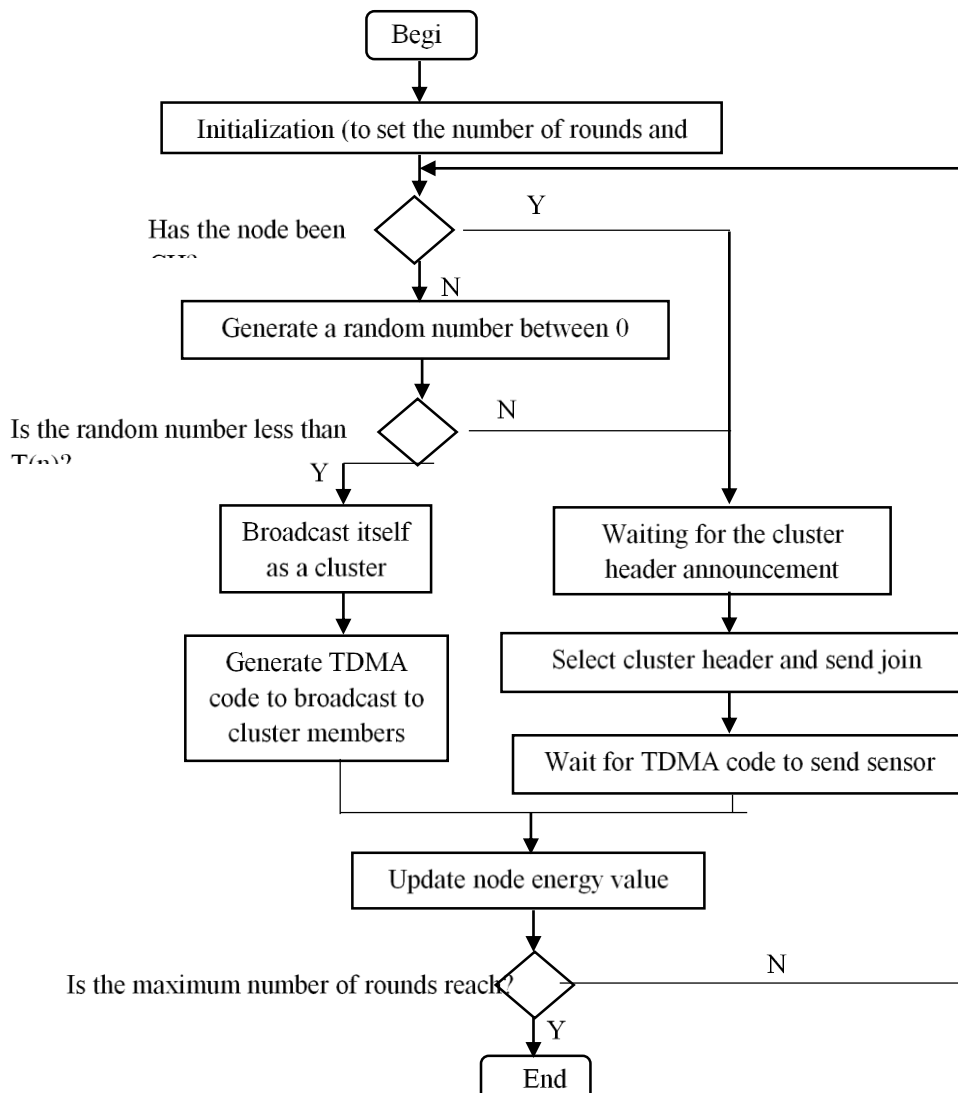 Begi
Initialization (to set the number of rounds and
Y
Has the node been
CH?
N
Generate a random number between 0
N
Is the random number less than
T(n)?
Y
Broadcast itself
as a cluster
Waiting for the cluster
header announcement
Generate TDMA
code to broadcast to
cluster members
Select cluster header and send join
Wait for TDMA code to send sensor
Update node energy value
N
Is the maximum number of rounds reach?
Y
End